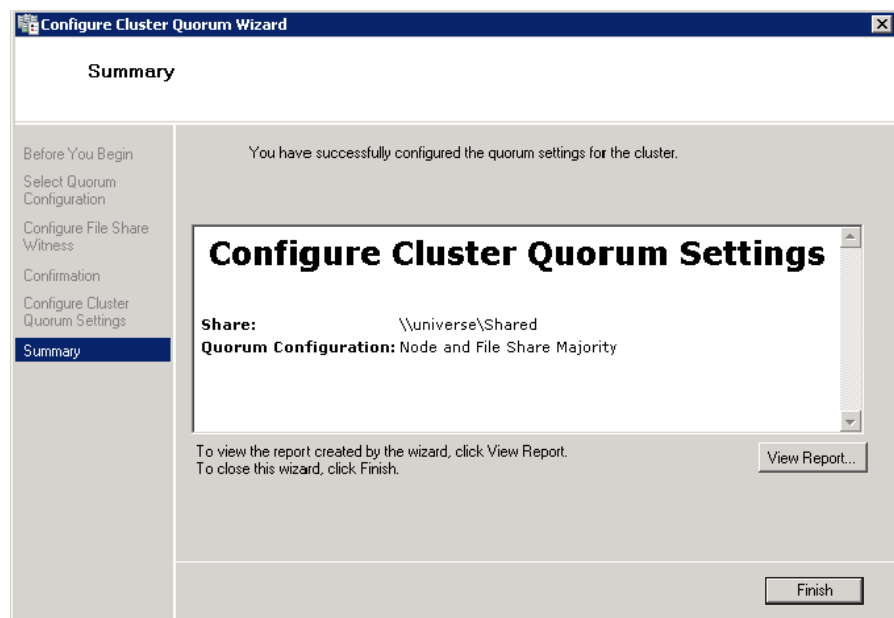 Configure Cluster Quorum Wizard
Summary
Before You Begin
Select Quorum
Configuration
Configure File Share
Witness
Confirmation
Configure Cluster
Quorum Settings
Summary
You have successfully configured the quorum settings for the cluster.
Configure Cluster Quorum Settings
Share: \\universe\Shared
Quorum Configuration: Node and File Share Majority
To view the report created by the wizard, click View Report.
To close this wizard, click Finish.
View Report...
Finish